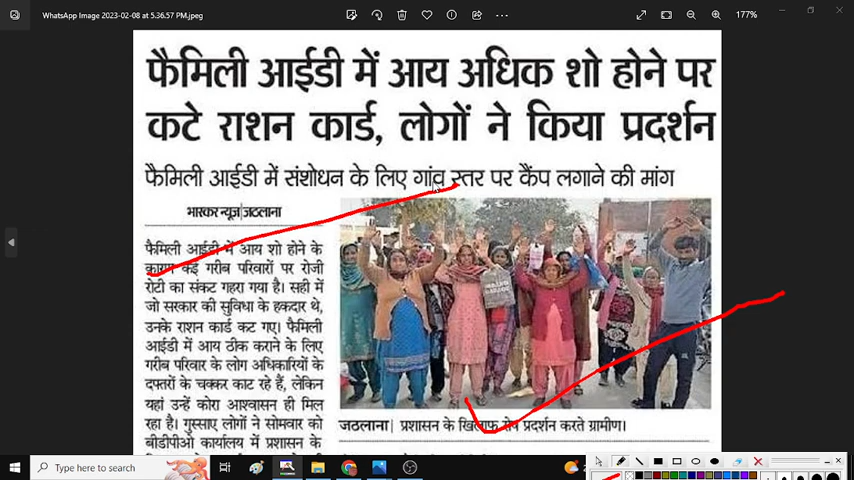 WhatsApp Image 2023-02-08 at 5.36.57 PM.jpeg
177%
फैमिली आईडी में आय अधिक शो होने पर
कटे राशन कार्ड, लोगों ने किया प्रदर्शन
फैमिली आईडी में संशोधन के लिए गांव स्तर पर कैंप लगाने की मांग
भास्कर न्यूज|जठलाना
फैमिली आईडी में आय शो होने के
कारण कई गरीब परिवारों पर रोजी
रोटी का संकट गहरा गया है। सही में
जो सरकार की सुविधा के हकदार थे,
उनके राशन कार्ड कट गए। फैमिली
आईडी में आय ठीक कराने के लिए
गरीब परिवार के लोग अधिकारियों के
दफ्तरों के चक्कर काट रहे हैं, लेकिन
यहां उन्हें कोरा आश्वासन ही मिल
रहा है। गुस्साए लोगों ने सोमवार को
बीडीपीओ कार्यालय में प्रशासन के
जठलाना| प्रशासन के खिलाफ रोष प्रदर्शन करते ग्रामीण।
Type here to search